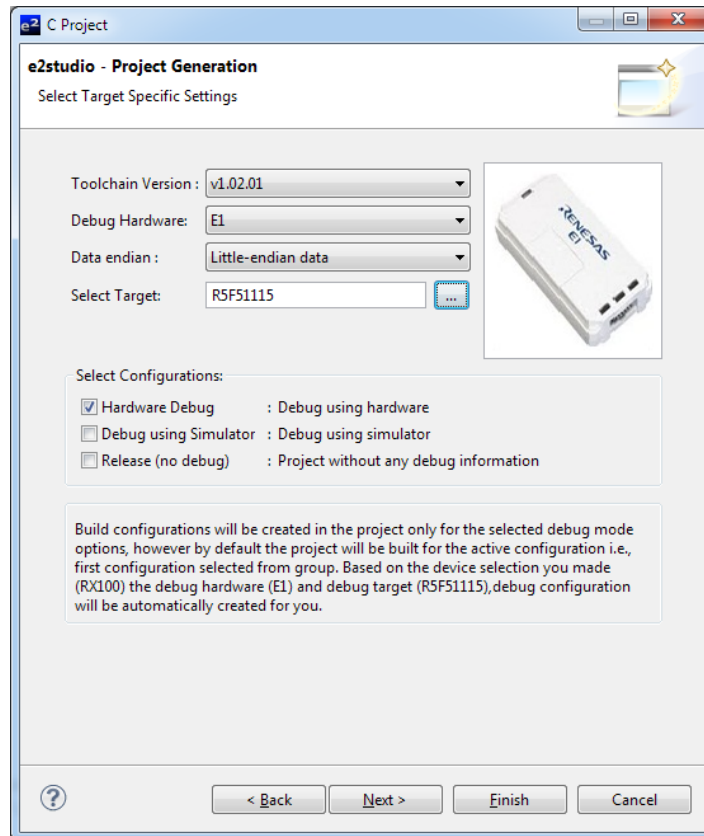 e² C Project
e2studio - Project Generation
Select Target Specific Settings
Toolchain Version : v1.02.01
Debug Hardware: E1
Data endian : Little-endian data
Select Target: R5F51115 ...
RENESAS
E1
Select Configurations:
Hardware Debug : Debug using hardware
Debug using Simulator : Debug using simulator
Release (no debug) : Project without any debug information
Build configurations will be created in the project only for the selected debug mode
options, however by default the project will be built for the active configuration i.e.,
first configuration selected from group. Based on the device selection you made
(RX100) the debug hardware (E1) and debug target (R5F51115),debug configuration
will be automatically created for you.
? < Back Next > Finish Cancel